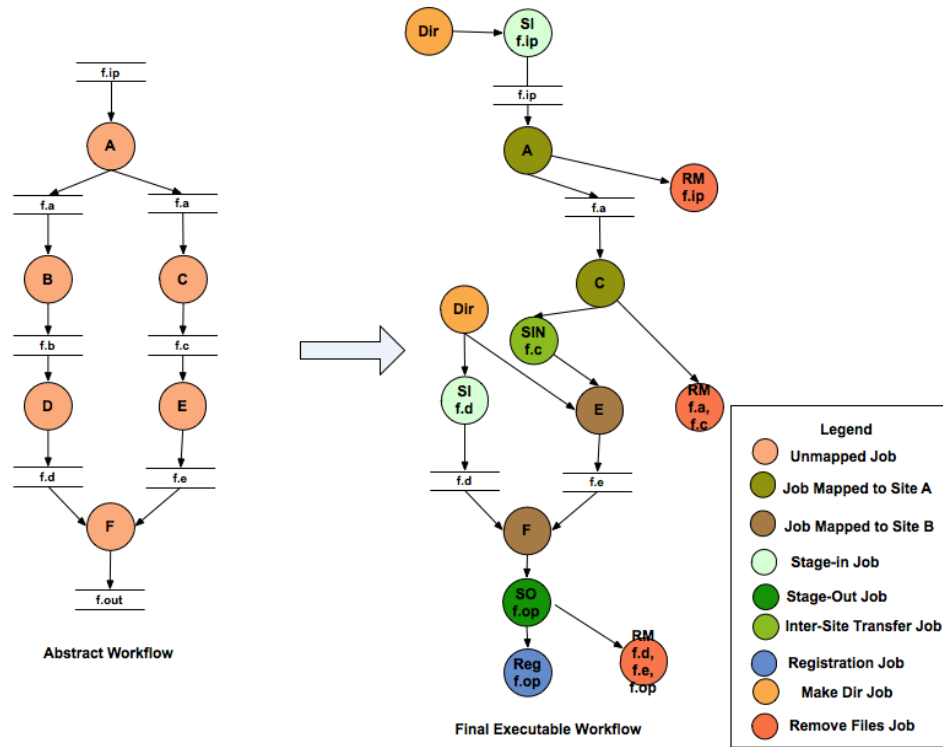 f.ip
A
f.a
f.a
B
C
f.b
f.c
D
E
f.d
f.e
F
f.out
Abstract Workflow
Dir
SI
f.ip
f.ip
A
RM
f.ip
f.a
C
Dir
SIN
f.c
SI
f.d
E
RM
f.a,
f.c
f.d
f.e
F
SO
f.op
Reg
f.op
RM
f.d,
f.e,
f.op
Final Executable Workflow
Legend
Unmapped Job
Job Mapped to Site A
Job Mapped to Site B
Stage-in Job
Stage-Out Job
Inter-Site Transfer Job
Registration Job
Make Dir Job
Remove Files Job